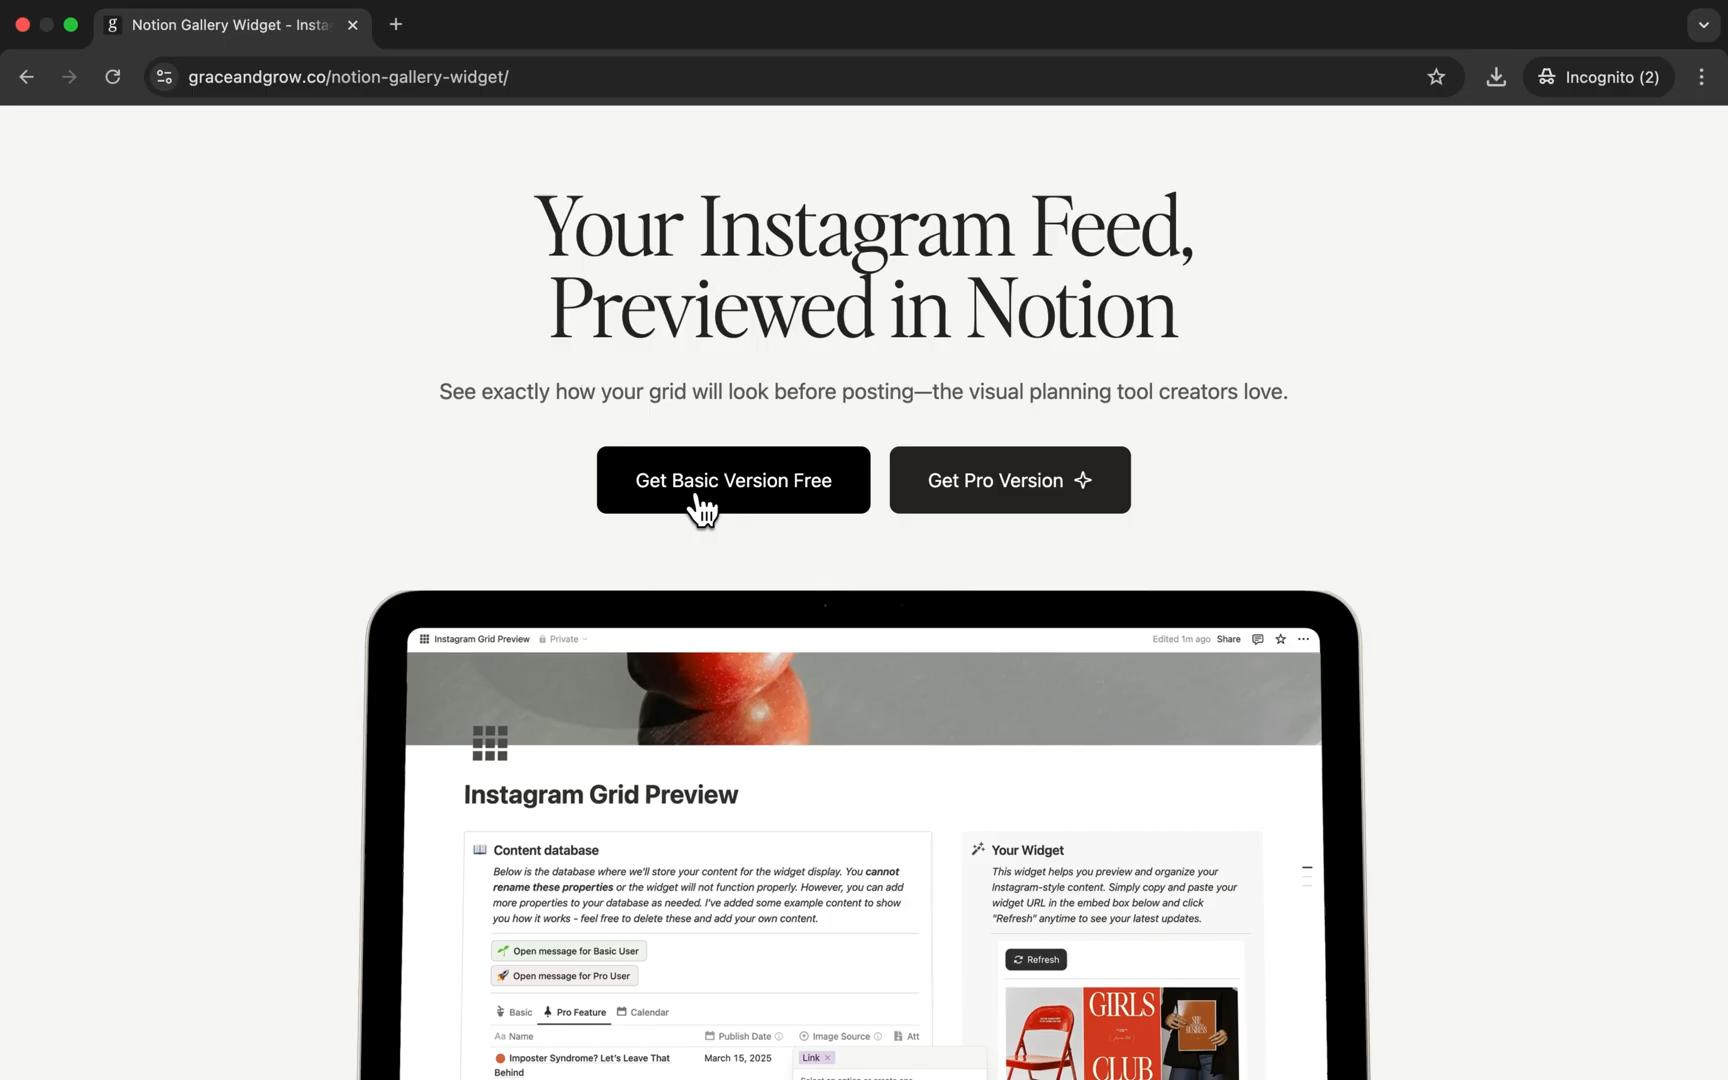 g Notion Gallery Widget - Insta
graceandgrow.co/notion-gallery-widget/
Incognito (2)
Your Instagram Feed,
Previewed in Notion
See exactly how your grid will look before posting—the visual planning tool creators love.
Get Basic Version Free
Get Pro Version
Instagram Grid Preview Private
Edited 1m ago Share
Instagram Grid Preview
Content database
Below is the database where we'll store your content for the widget display. You cannot
rename these properties or the widget will not function properly. However, you can add
more properties to your database as needed. I've added some example content to show
you how it works - feel free to delete these and add your own content.
Open message for Basic User
Open message for Pro User
Basic Pro Feature Calendar
Aa Name Publish Date Image Source Att
Imposter Syndrome? Let's Leave That
Behind
March 15, 2025
Link ×
Select an option or create one
Your Widget
This widget helps you preview and organize your
Instagram-style content. Simply copy and paste your
widget URL in the embed box below and click
"Refresh" anytime to see your latest updates.
Refresh
GIRLS
CLUB